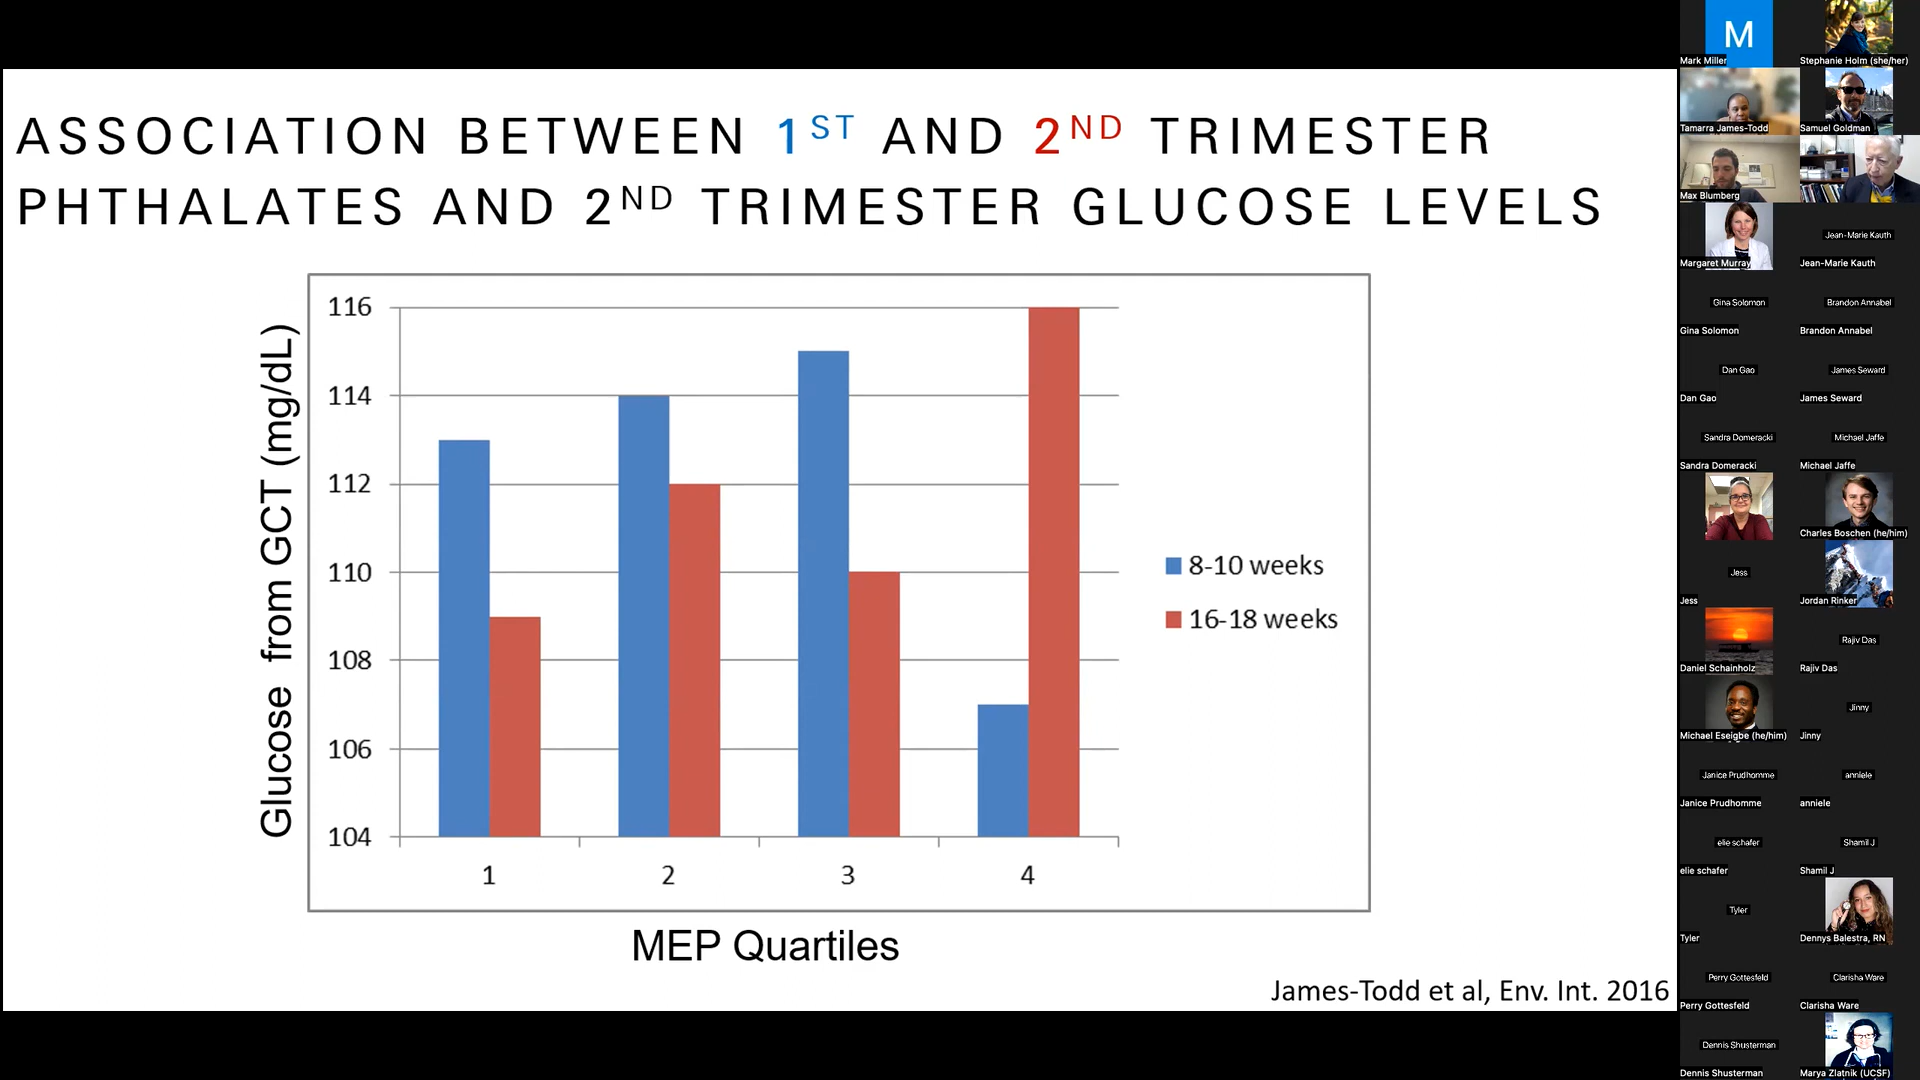 ASSOCIATION BETWEEN 1ST AND 2ND TRIMESTER
PHTHALATES AND 2ND TRIMESTER GLUCOSE LEVELS
Glucose from GCT (mg/dL)
116
114
112
110
108
106
104
1 2 3 4
8-10 weeks
16-18 weeks
MEP Quartiles
James-Todd et al, Env. Int. 2016
M
Mark Miller
Stephanie Holm (she/her)
Tamarra James-Todd
Samuel Goldman
Max Blumberg
Margaret Murray
Jean-Marie Kauth
Jean-Marie Kauth
Gina Solomon
Gina Solomon
Brandon Annabel
Brandon Annabel
Dan Gao
Dan Gao
James Seward
James Seward
Sandra Domeracki
Sandra Domeracki
Michael Jaffe
Michael Jaffe
Charles Boschen (he/him)
Jess
Jess
Jordan Rinker
Daniel Schainholz
Rajiv Das
Rajiv Das
Michael Eseigbe (he/him)
Jinny
Jinny
Janice Prudhomme
Janice Prudhomme
anniele
anniele
elie schafer
elie schafer
Shamil J
Shamil J
Tyler
Tyler
Dennys Balestra, RN
Perry Gottesfeld
Perry Gottesfeld
Clarisha Ware
Clarisha Ware
Dennis Shusterman
Dennis Shusterman
Marya Zlatnik (UCSF)